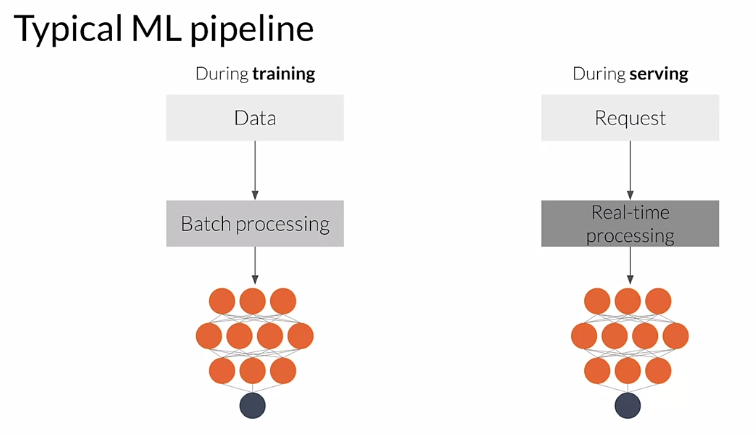 Typical ML pipeline
During training
During serving
Data
Request
Batch processing
Real-time
processing